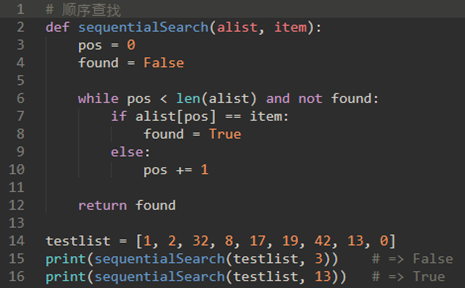 1 # 顺序查找
2 def sequentialSearch(alist, item):
3     pos = 0
4     found = False
5
6     while pos < len(alist) and not found:
7         if alist[pos] == item:
8             found = True
9         else:
10             pos += 1
11
12     return found
13
14 testlist = [1, 2, 32, 8, 17, 19, 42, 13, 0]
15 print(sequentialSearch(testlist, 3))    # => False
16 print(sequentialSearch(testlist, 13))   # => True